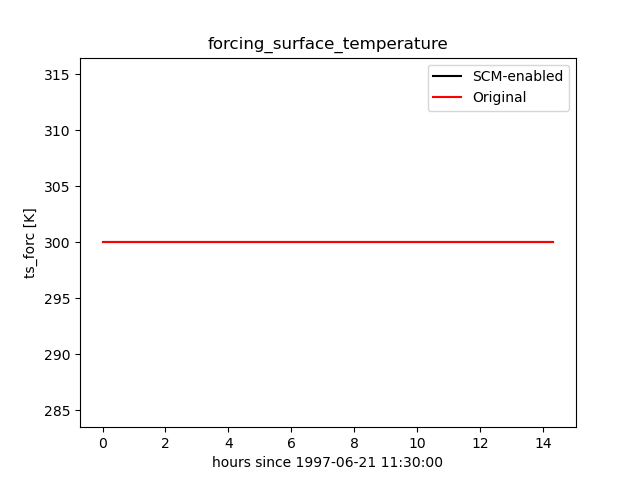 forcing_surface_temperature
SCM-enabled
Original
ts_forc [K]
315
310
305
300
295
290
285
0 2 4 6 8 10 12 14
hours since 1997-06-21 11:30:00